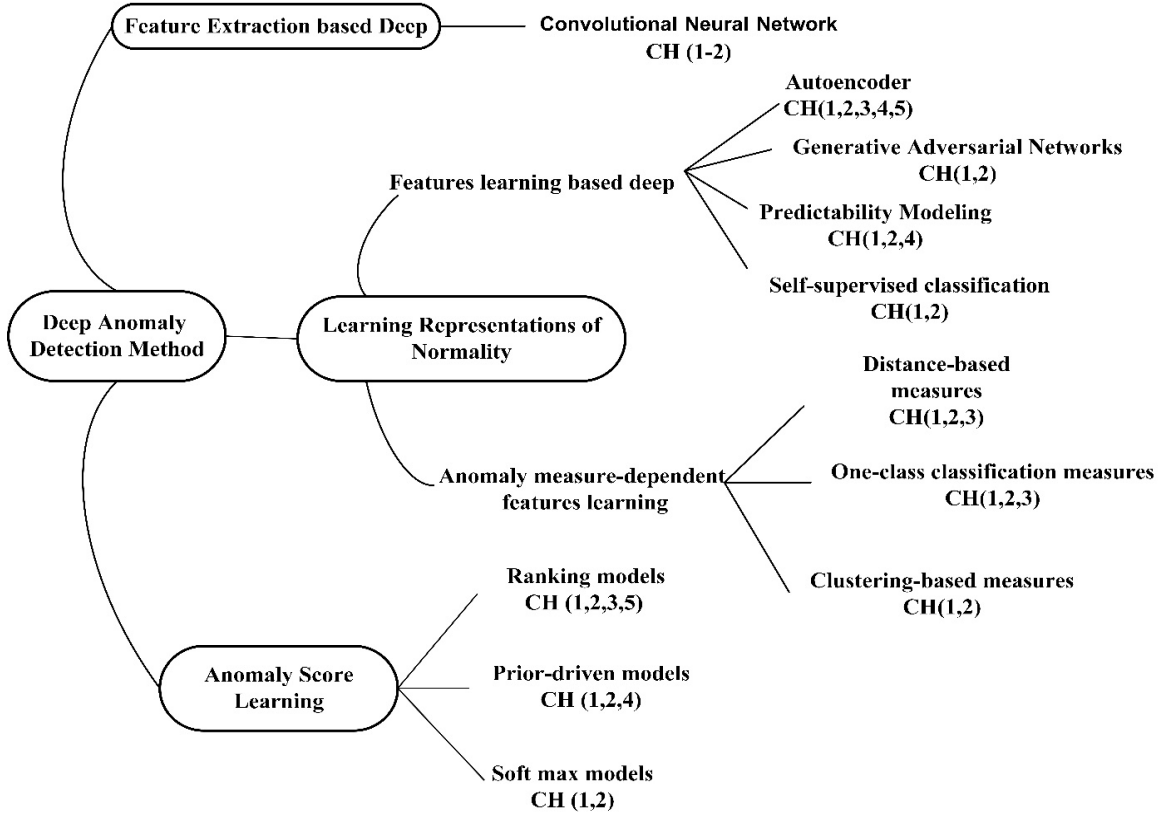 Feature Extraction based Deep
Convolutional Neural Network
CH (1-2)
Autoencoder
CH(1,2,3,4,5)
Generative Adversarial Networks
CH(1,2)
Features learning based deep
Predictability Modeling
CH(1,2,4)
Self-supervised classification
CH(1,2)
Deep Anomaly
Detection Method
Learning Representations of
Normality
Distance-based
measures
CH(1,2,3)
Anomaly measure-dependent
features learning
One-class classification measures
CH(1,2,3)
Clustering-based measures
CH(1,2)
Ranking models
CH (1,2,3,5)
Anomaly Score
Learning
Prior-driven models
CH (1,2,4)
Soft max models
CH (1,2)